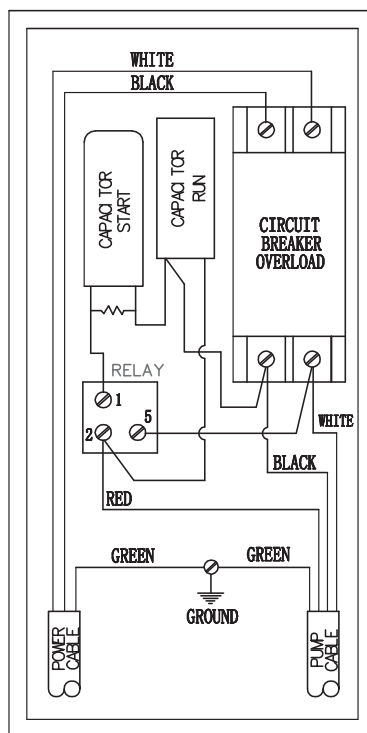 WHITE
BLACK
CAPACITOR
START
CAPACITOR
RUN
CIRCUIT
BREAKER
OVERLOAD
RELAY
1
5
2
WHITE
BLACK
RED
GREEN
GREEN
GROUND
POWER
CABLE
PUMP
CABLE